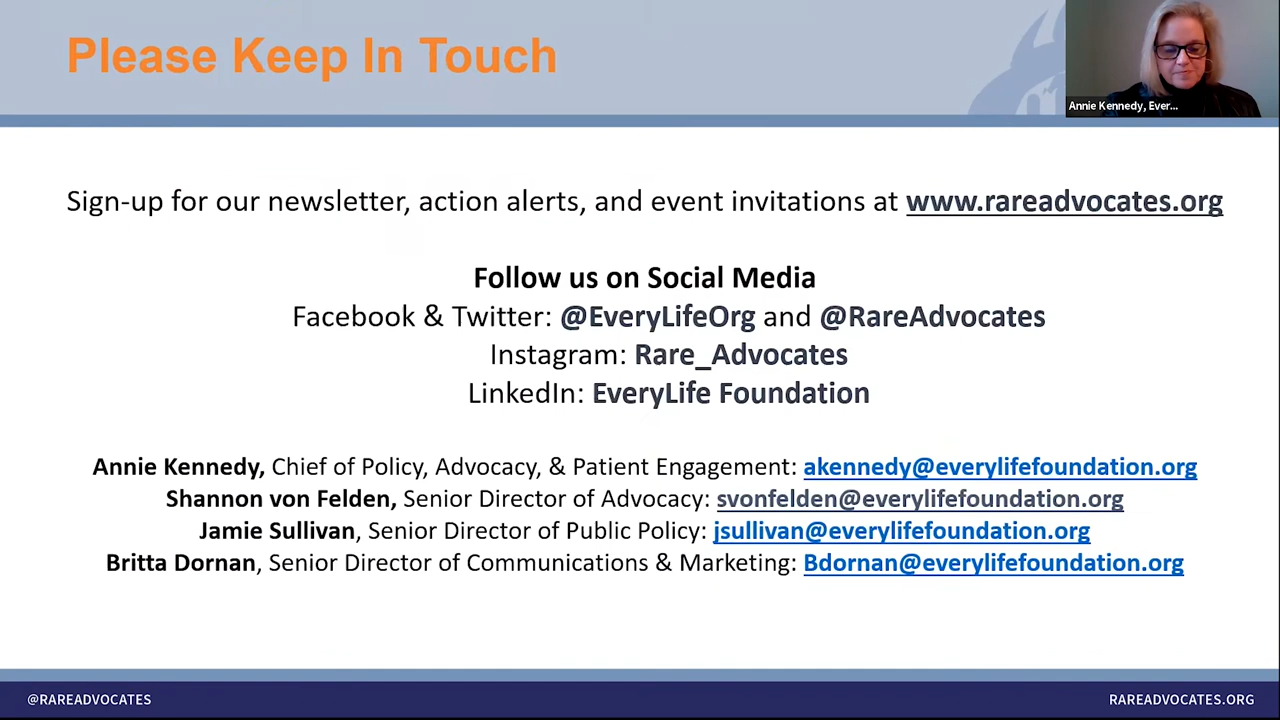 Please Keep In Touch
Annie Kennedy, Ever...
Sign-up for our newsletter, action alerts, and event invitations at www.rareadvocates.org
Follow us on Social Media
Facebook & Twitter: @EveryLifeOrg and @RareAdvocates
Instagram: Rare_Advocates
LinkedIn: EveryLife Foundation
Annie Kennedy, Chief of Policy, Advocacy, & Patient Engagement: akennedy@everylifefoundation.org
Shannon von Felden, Senior Director of Advocacy: svonfelden@everylifefoundation.org
Jamie Sullivan, Senior Director of Public Policy: jsullivan@everylifefoundation.org
Britta Dornan, Senior Director of Communications & Marketing: Bdornan@everylifefoundation.org
@RAREADVOCATES
RAREADVOCATES.ORG